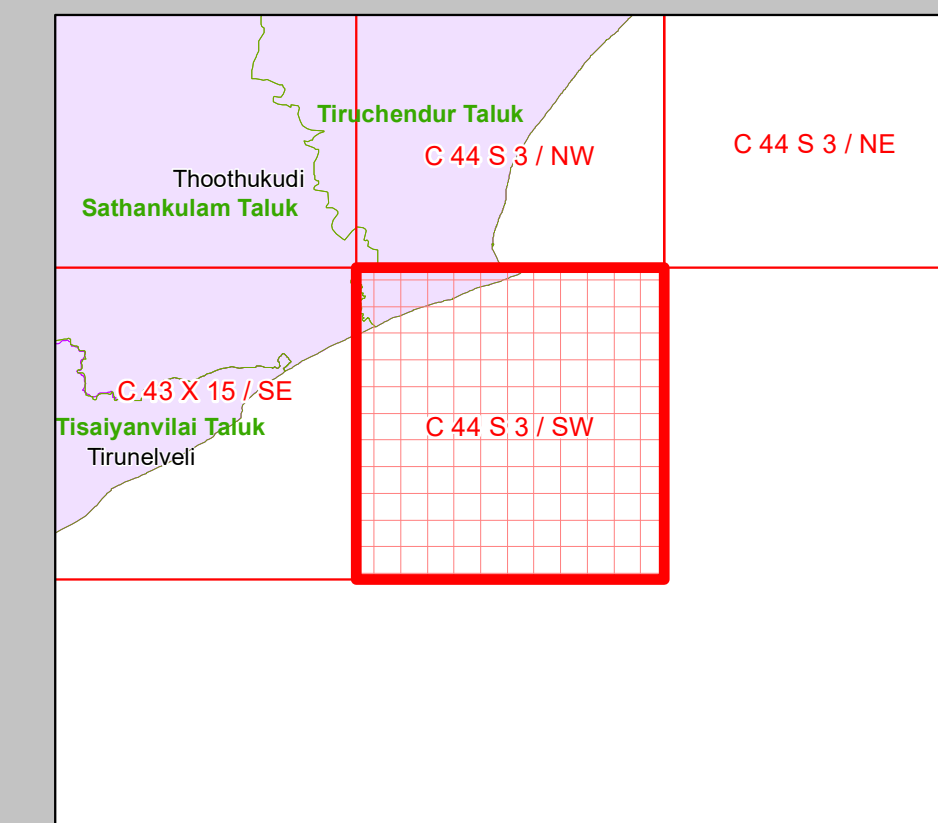 Tiruchendur Taluk
C 44 S 3 / NE
C 44 S 3 / NW
Thoothukudi
Sathankulam Taluk
C 43 X 15 / SE
Tisaiyanvilai Taluk
C 44 S 3 / SW
Tirunelveli